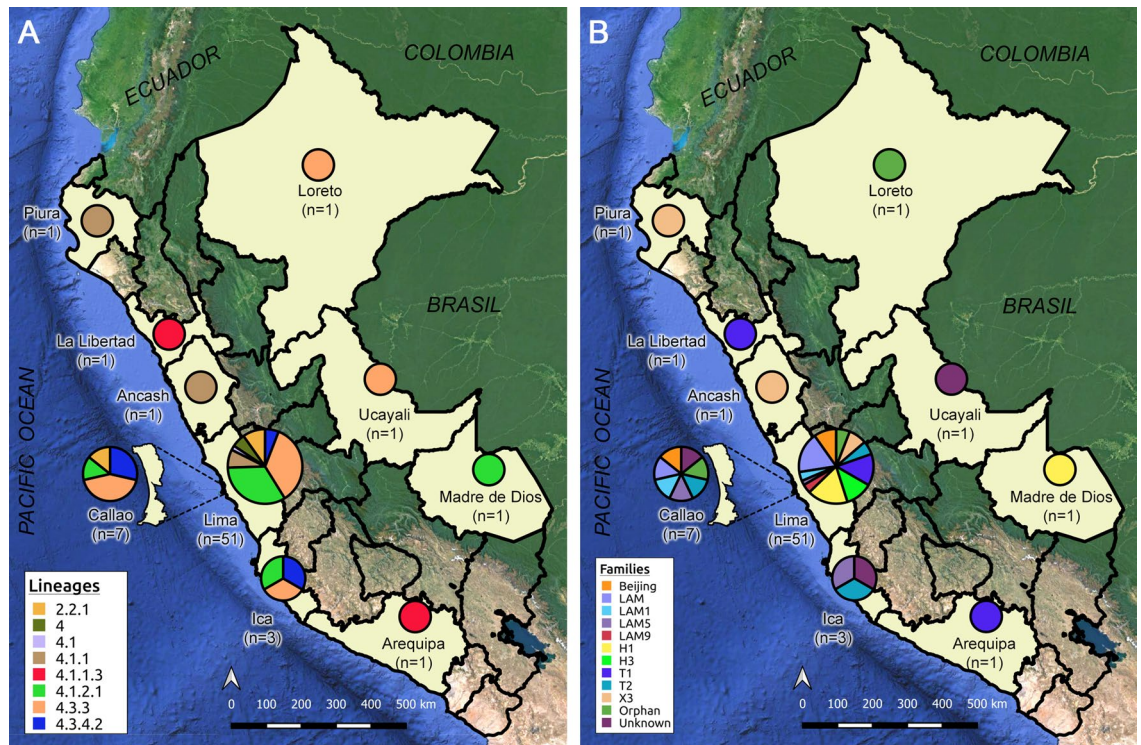 A
COLOMBIA
ECUADOR
Loreto
(n=1)
Piura
(n=1)
BRASIL
La Libertad
(n=1)
Ancash
(n=1)
Ucayali
(n=1)
PACIFIC OCEAN
Callao
(n=7)
Lima
(n=51)
Madre de Dios
(n=1)
Ica
(n=3)
Arequipa
(n=1)
Lineages
2.2.1
4
4.1
4.1.1
4.1.1.3
4.1.2.1
4.3.3
4.3.4.2
0 100 200 300 400 500 km
B
COLOMBIA
ECUADOR
Loreto
(n=1)
Piura
(n=1)
BRASIL
La Libertad
(n=1)
Ancash
(n=1)
Ucayali
(n=1)
PACIFIC OCEAN
Callao
(n=7)
Lima
(n=51)
Madre de Dios
(n=1)
Ica
(n=3)
Arequipa
(n=1)
Families
Beijing
LAM
LAM1
LAM5
LAM9
H1
H3
T1
T2
X3
Orphan
Unknown
0 100 200 300 400 500 km